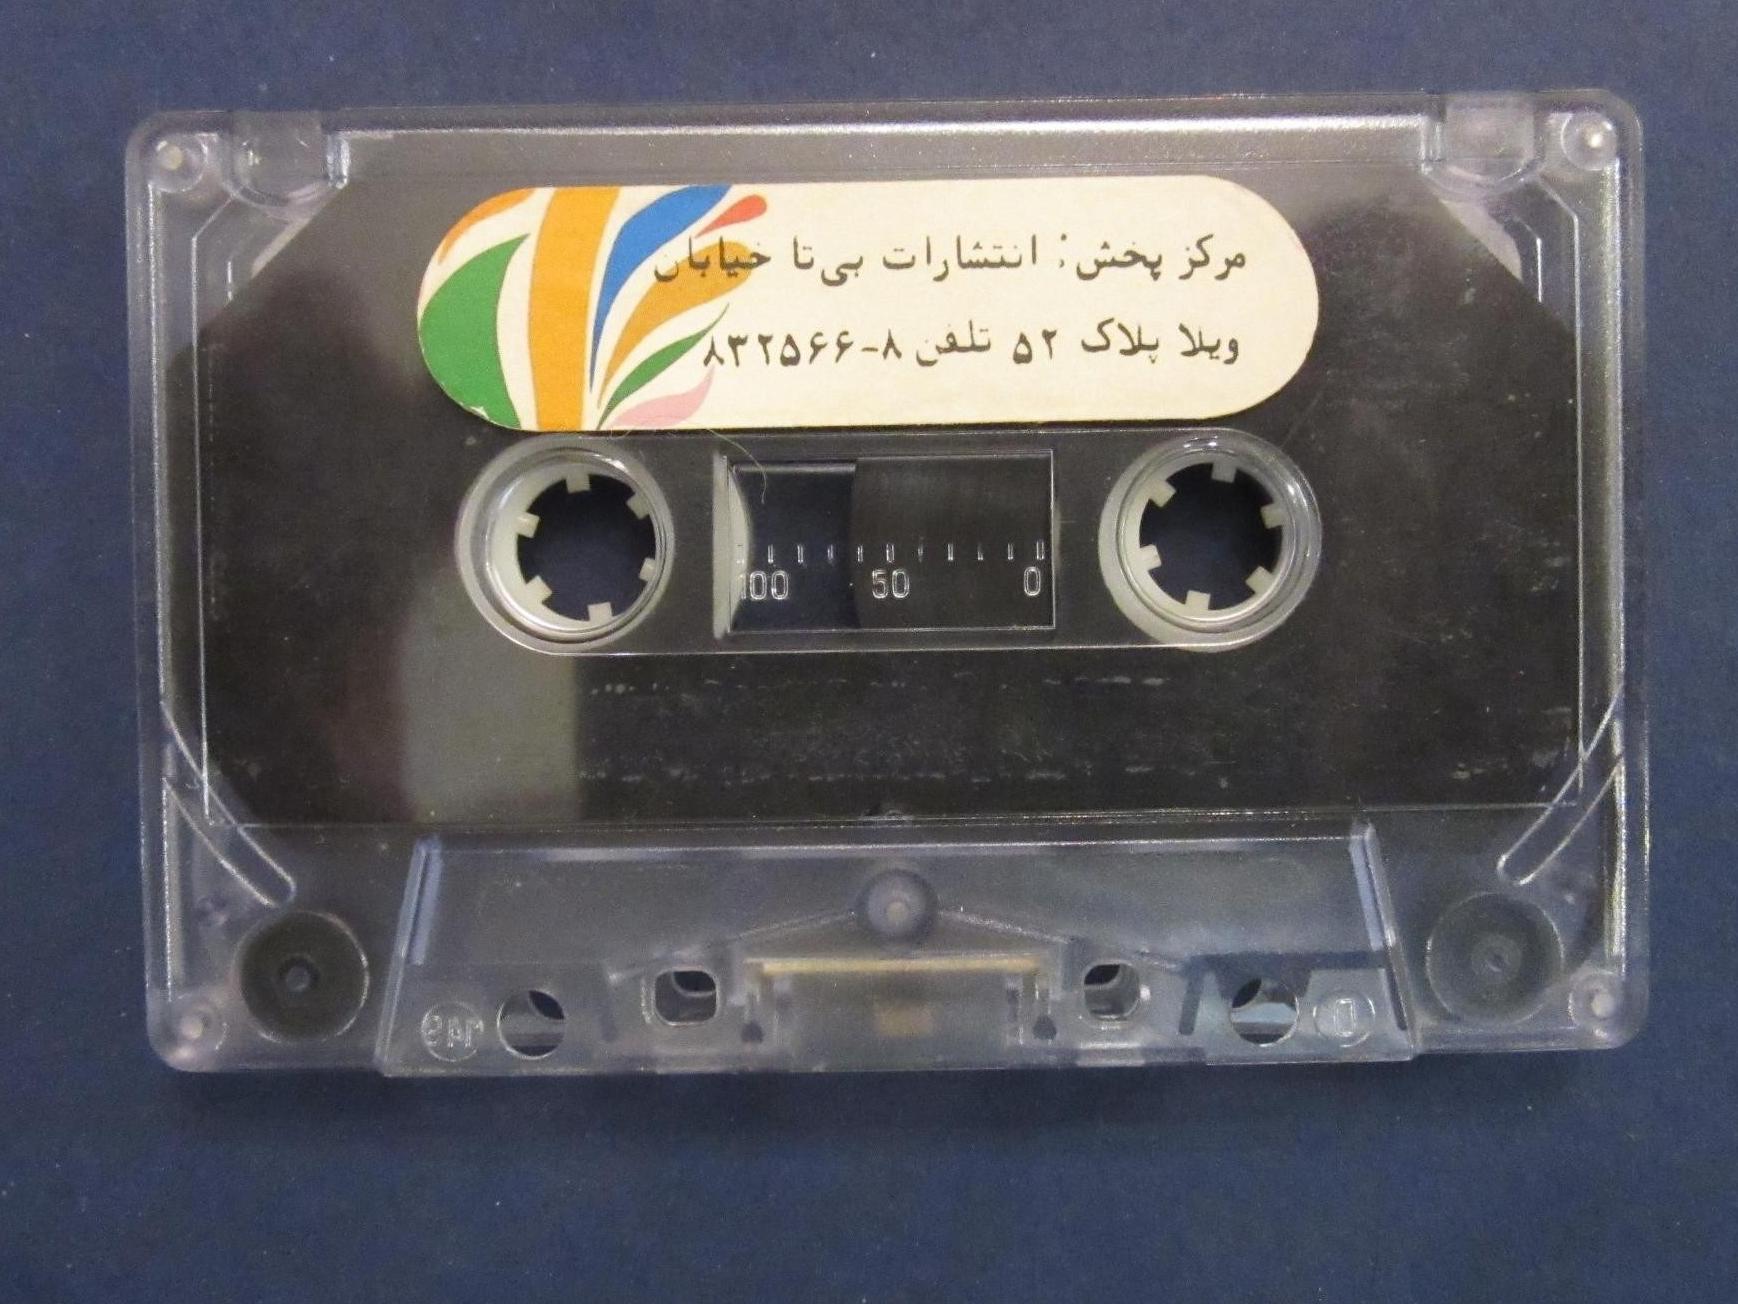 مرکز پخش: انتشارات بی‌تا خیابان
ویلا پلاک ۵۲ تلفن ۸-۸۳۲۵۶۶
100 50 0